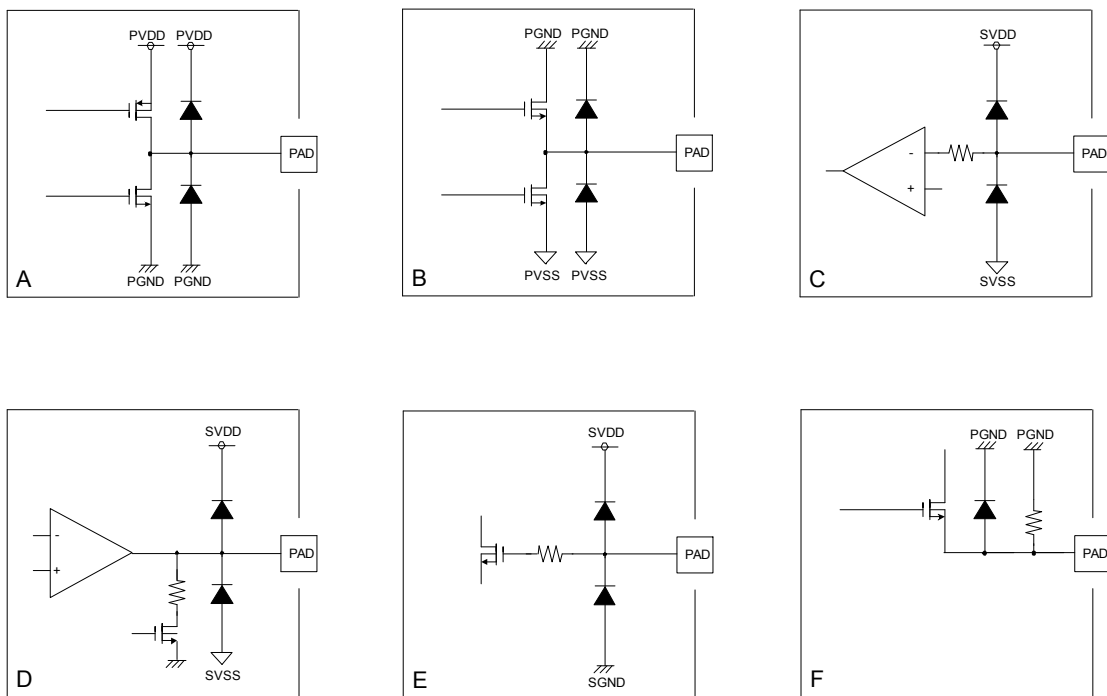 PVDD PVDD
PAD
PGND PGND
A
PGND PGND
PAD
PVSS PVSS
B
SVDD
-
PAD
+
SVSS
C
SVDD
-
PAD
+
SVSS
D
SVDD
PAD
SGND
E
PGND PGND
PAD
F